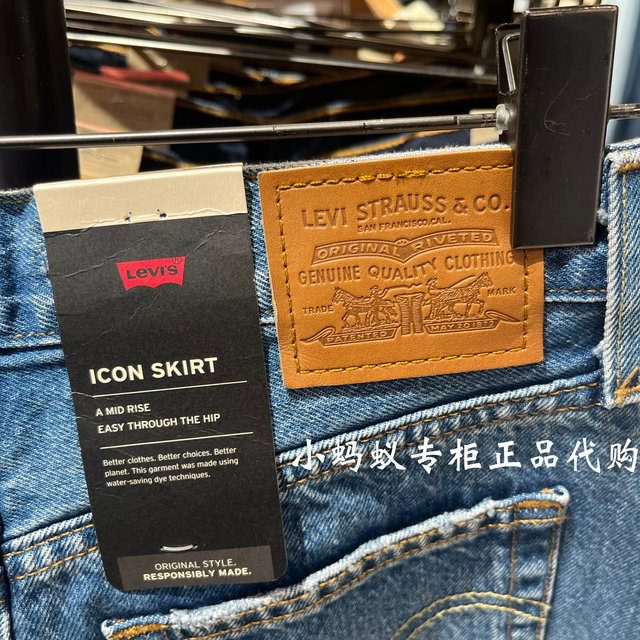 Levi's
ICON SKIRT
A MID RISE
EASY THROUGH THE HIP
Better clothes. Better choices. Better
planet. This garment was made using
water-saving dye techniques.
ORIGINAL STYLE.
RESPONSIBLY MADE.
LEVI STRAUSS & CO.
SAN FRANCISCO, CAL.
ORIGINAL RIVETED
GENUINE QUALITY CLOTHING
TRADE MARK
PATENTED MAY 20 1873
小蚂蚁专柜正品代购